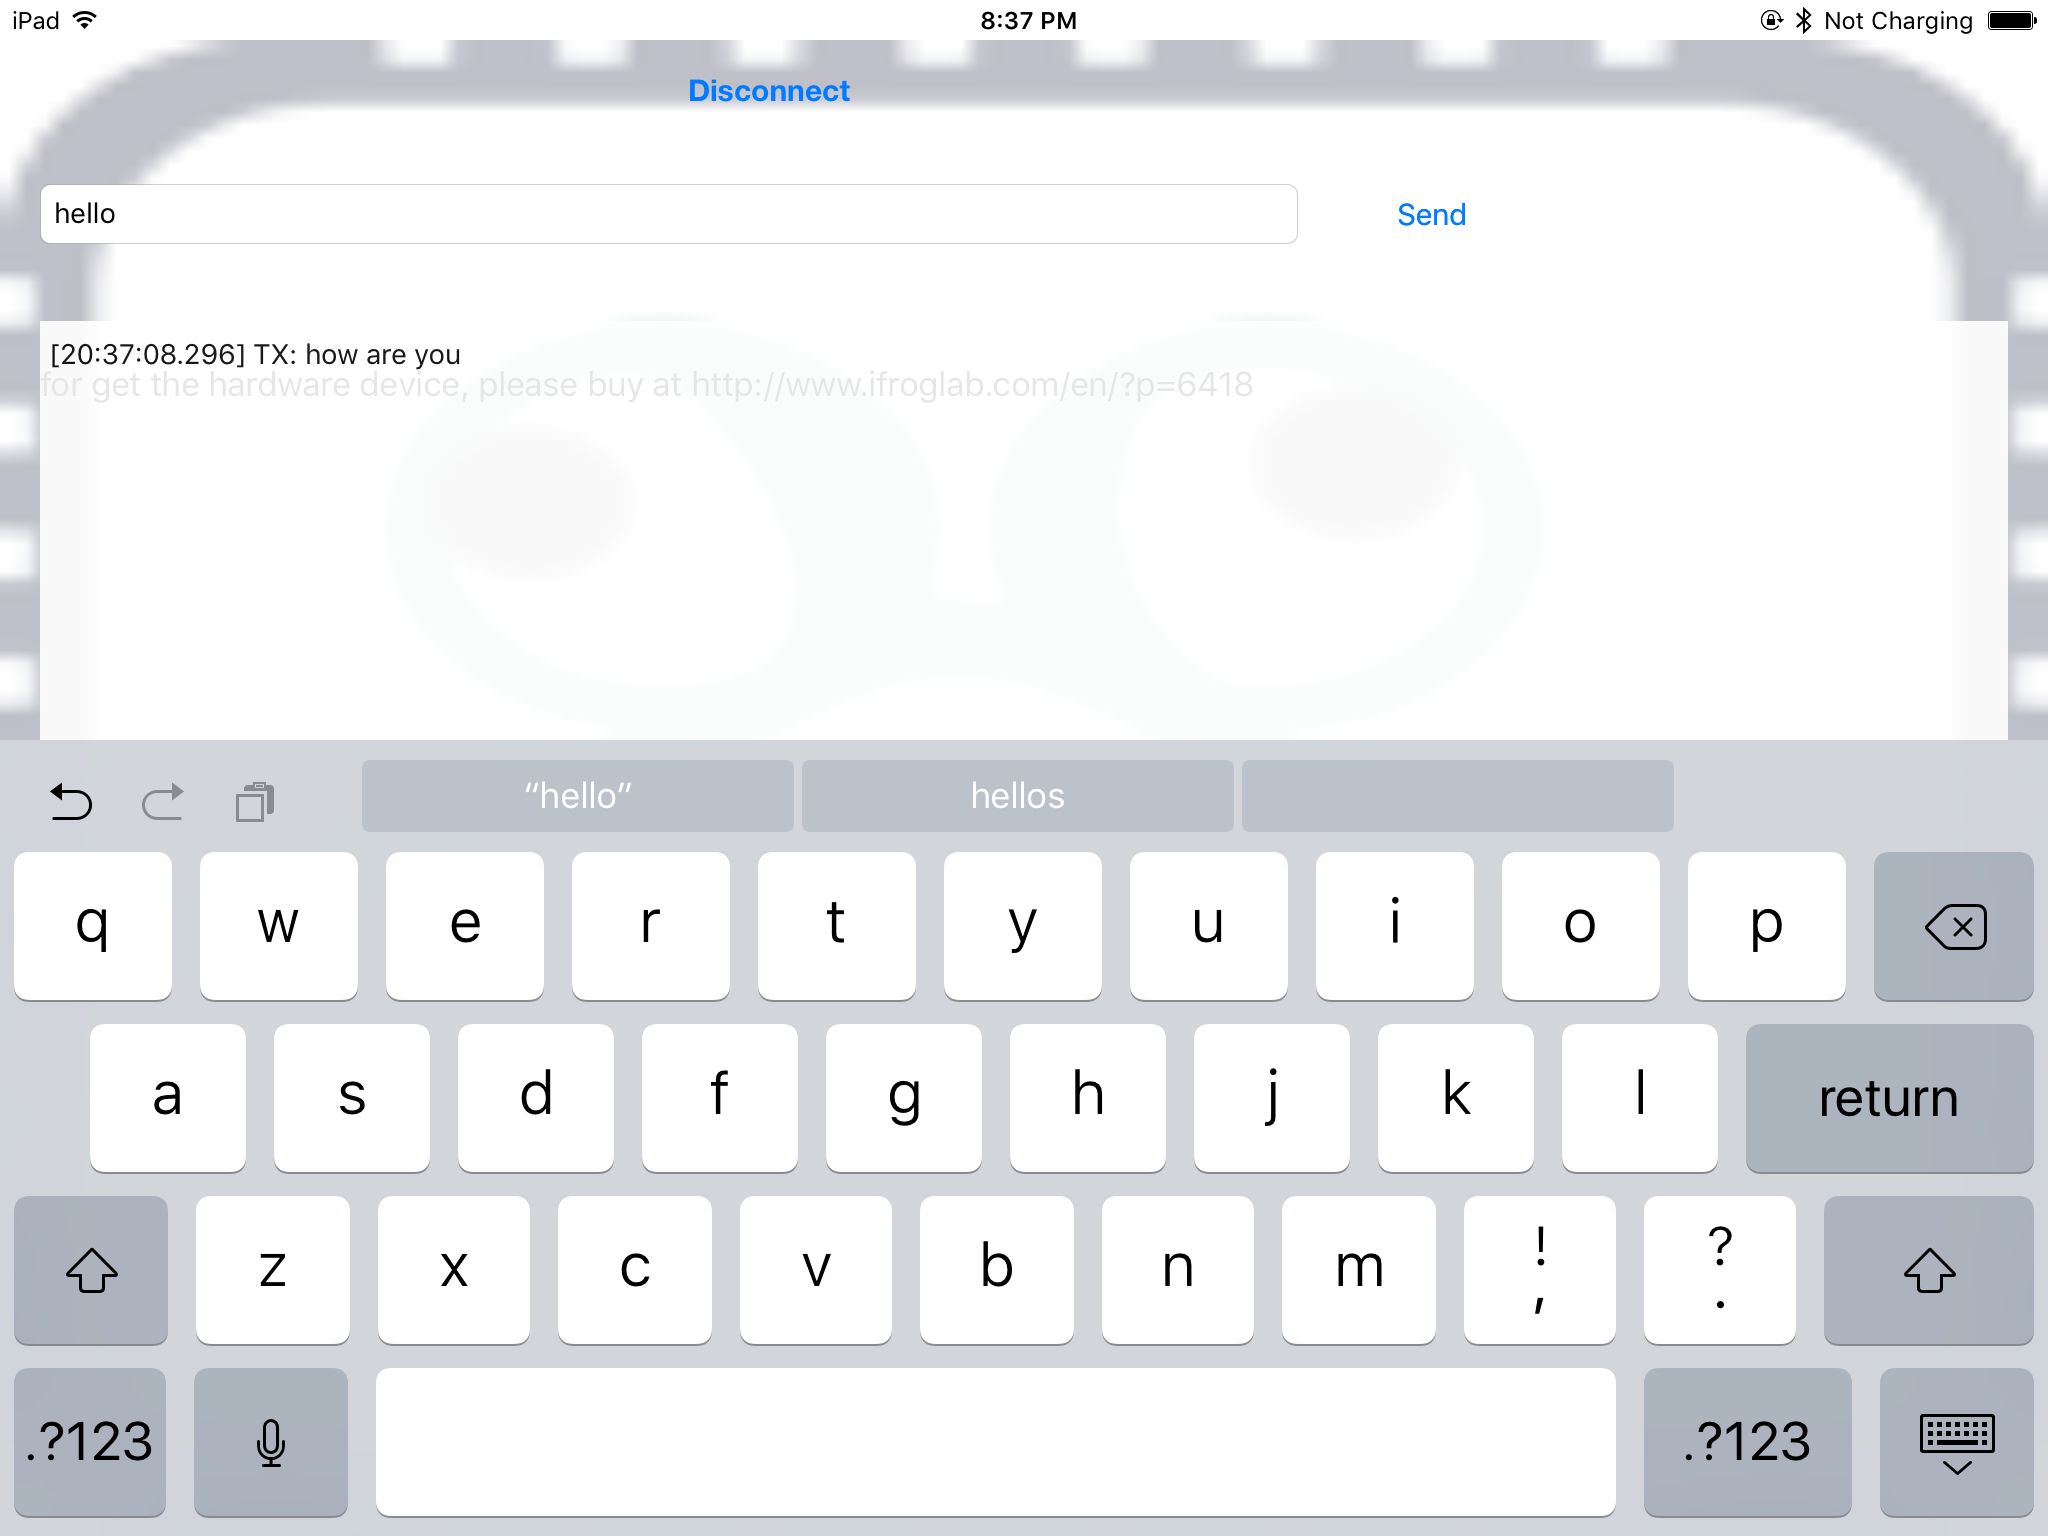 iPad 8:37 PM Not Charging
Disconnect
hello Send
[20:37:08.296] TX: how are you
for get the hardware device, please buy at http://www.ifroglab.com/en/?p=6418
“hello” hellos
q w e r t y u i o p
a s d f g h j k l return
z x c v b n m ! , ? .
.?123 .?123